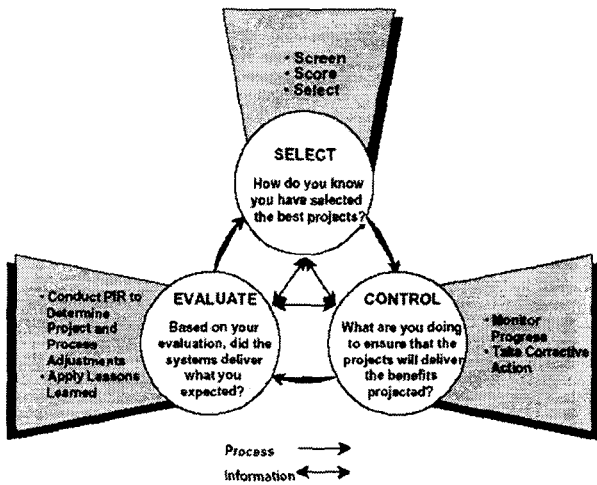 • Screen
• Score
• Select
SELECT
How do you know
you have selected
the best projects?
EVALUATE
Based on your
evaluation, did the
systems deliver
what you
expected?
CONTROL
What are you doing
to ensure that the
projects will deliver
the benefits
projected?
• Conduct PIR to
Determine
Project and
Process
Adjustments
• Apply Lessons
Learned
• Monitor
Progress
• Take Corrective
Action
Process
Information